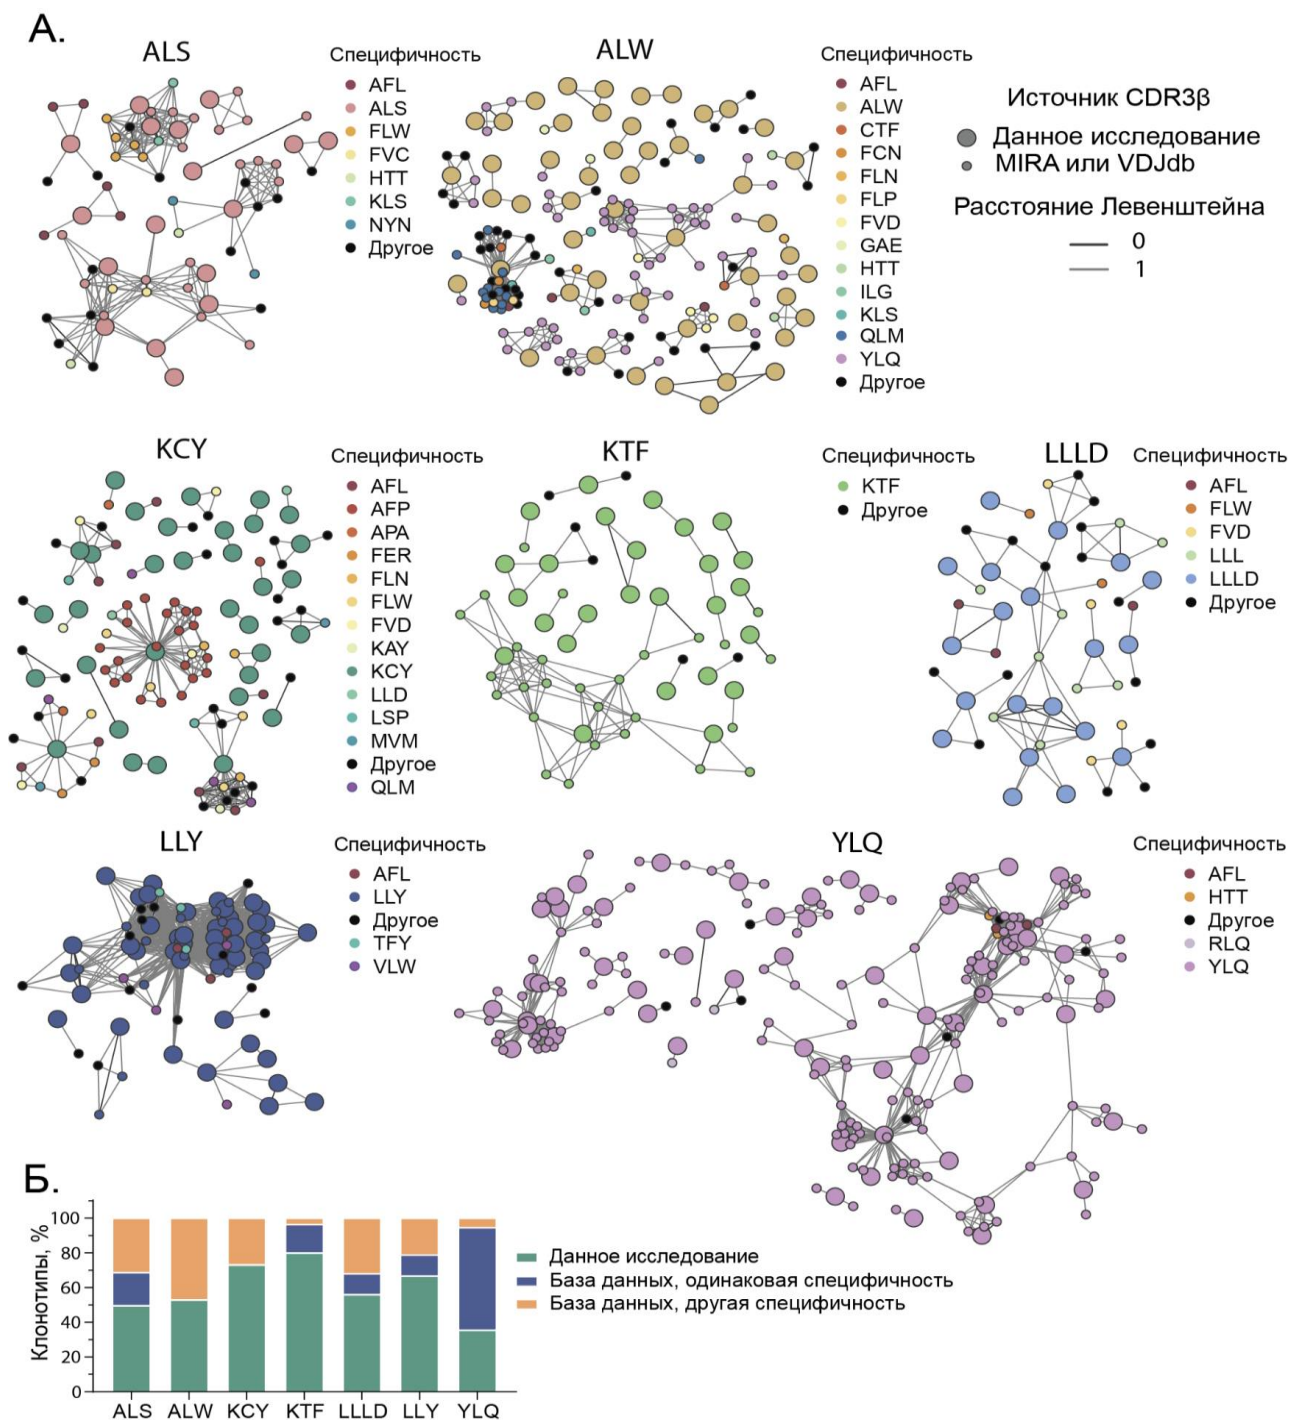 А.
ALS
Специфичность
AFL
ALS
FLW
FVC
HTT
KLS
NYN
Другое
ALW
Специфичность
AFL
ALW
CTF
FCN
FLN
FLP
FVD
GAE
HTT
ILG
KLS
QLM
YLQ
Другое
Источник CDR3β
Данное исследование
MIRA или VDJdb
Расстояние Левенштейна
0
1
KCY
Специфичность
AFL
AFP
APA
FER
FLN
FLW
FVD
KAY
KCY
LLD
LSP
MVM
Другое
QLM
KTF
Специфичность
KTF
Другое
LLLD
Специфичность
AFL
FLW
FVD
LLL
LLLD
Другое
LLY
Специфичность
AFL
LLY
Другое
TFY
VLW
YLQ
Специфичность
AFL
HTT
Другое
RLQ
YLQ
Б.
Клонотипы, %
100
80
60
40
20
0
ALS ALW KCY KTF LLLD LLY YLQ
Данное исследование
База данных, одинаковая специфичность
База данных, другая специфичность